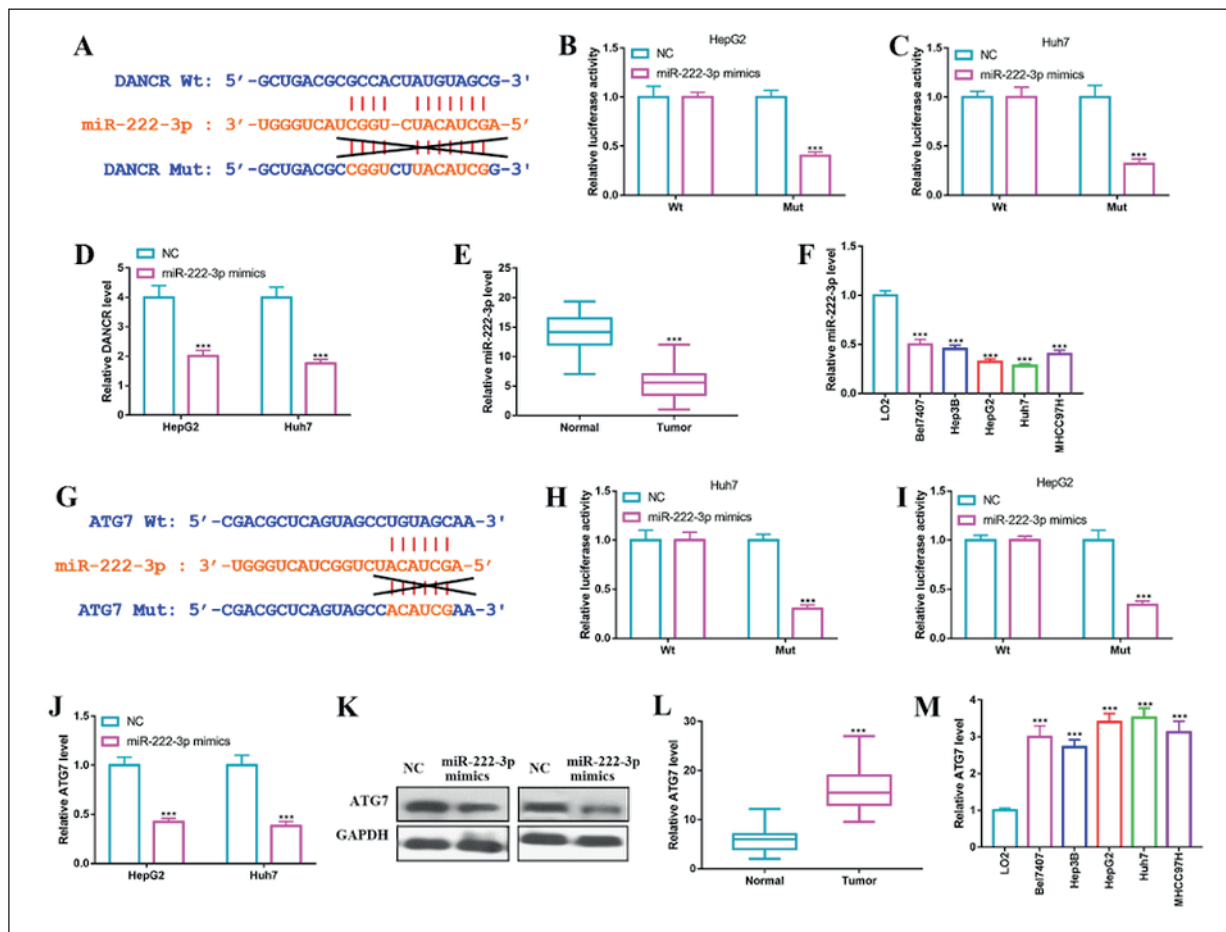 A
DANCR Wt: 5′-GCUGACGCGCCACUAUGUAGCG-3'
miR-222-3p : 3′-UGGGUCAUCGGU-CUACAUCGA-5′
DANCR Mut: 5′-GCUGACGCCGGUCUUACAUCGG-3'
B
HepG2
NC
miR-222-3p mimics
Relative luciferase activity
1.5
1.0
0.5
0.0
***
Wt
Mut
C
Huh7
NC
miR-222-3p mimics
Relative luciferase activity
1.5
1.0
0.5
0.0
***
Wt
Mut
D
NC
miR-222-3p mimics
Relative DANCR level
5
4
3
2
1
0
***
***
HepG2
Huh7
E
Relative miR-222-3p level
25
20
15
10
5
0
***
Normal
Tumor
F
Relative miR-222-3p level
1.5
1.0
0.5
0.0
***
***
***
***
***
LO2
Bel7407
Hep3B
HepG2
Huh7
MHCC97H
G
ATG7 Wt: 5′-CGACGCUCAGUAGCCUGUAGCAA-3'
miR-222-3p : 3′-UGGGUCAUCGGUCUACAUCGA-5′
ATG7 Mut: 5′-CGACGCUCAGUAGCCACAUCGAA-3'
H
Huh7
NC
miR-222-3p mimics
Relative luciferase activity
1.5
1.0
0.5
0.0
***
Wt
Mut
I
HepG2
NC
miR-222-3p mimics
Relative luciferase activity
1.5
1.0
0.5
0.0
***
Wt
Mut
J
NC
miR-222-3p mimics
Relative ATG7 level
1.5
1.0
0.5
0.0
***
***
HepG2
Huh7
K
NC
miR-222-3p
mimics
NC
miR-222-3p
mimics
ATG7
GAPDH
L
Relative ATG7 level
30
20
10
0
***
Normal
Tumor
M
Relative ATG7 level
4
3
2
1
0
***
***
***
***
***
LO2
Bel7407
Hep3B
HepG2
Huh7
MHCC97H